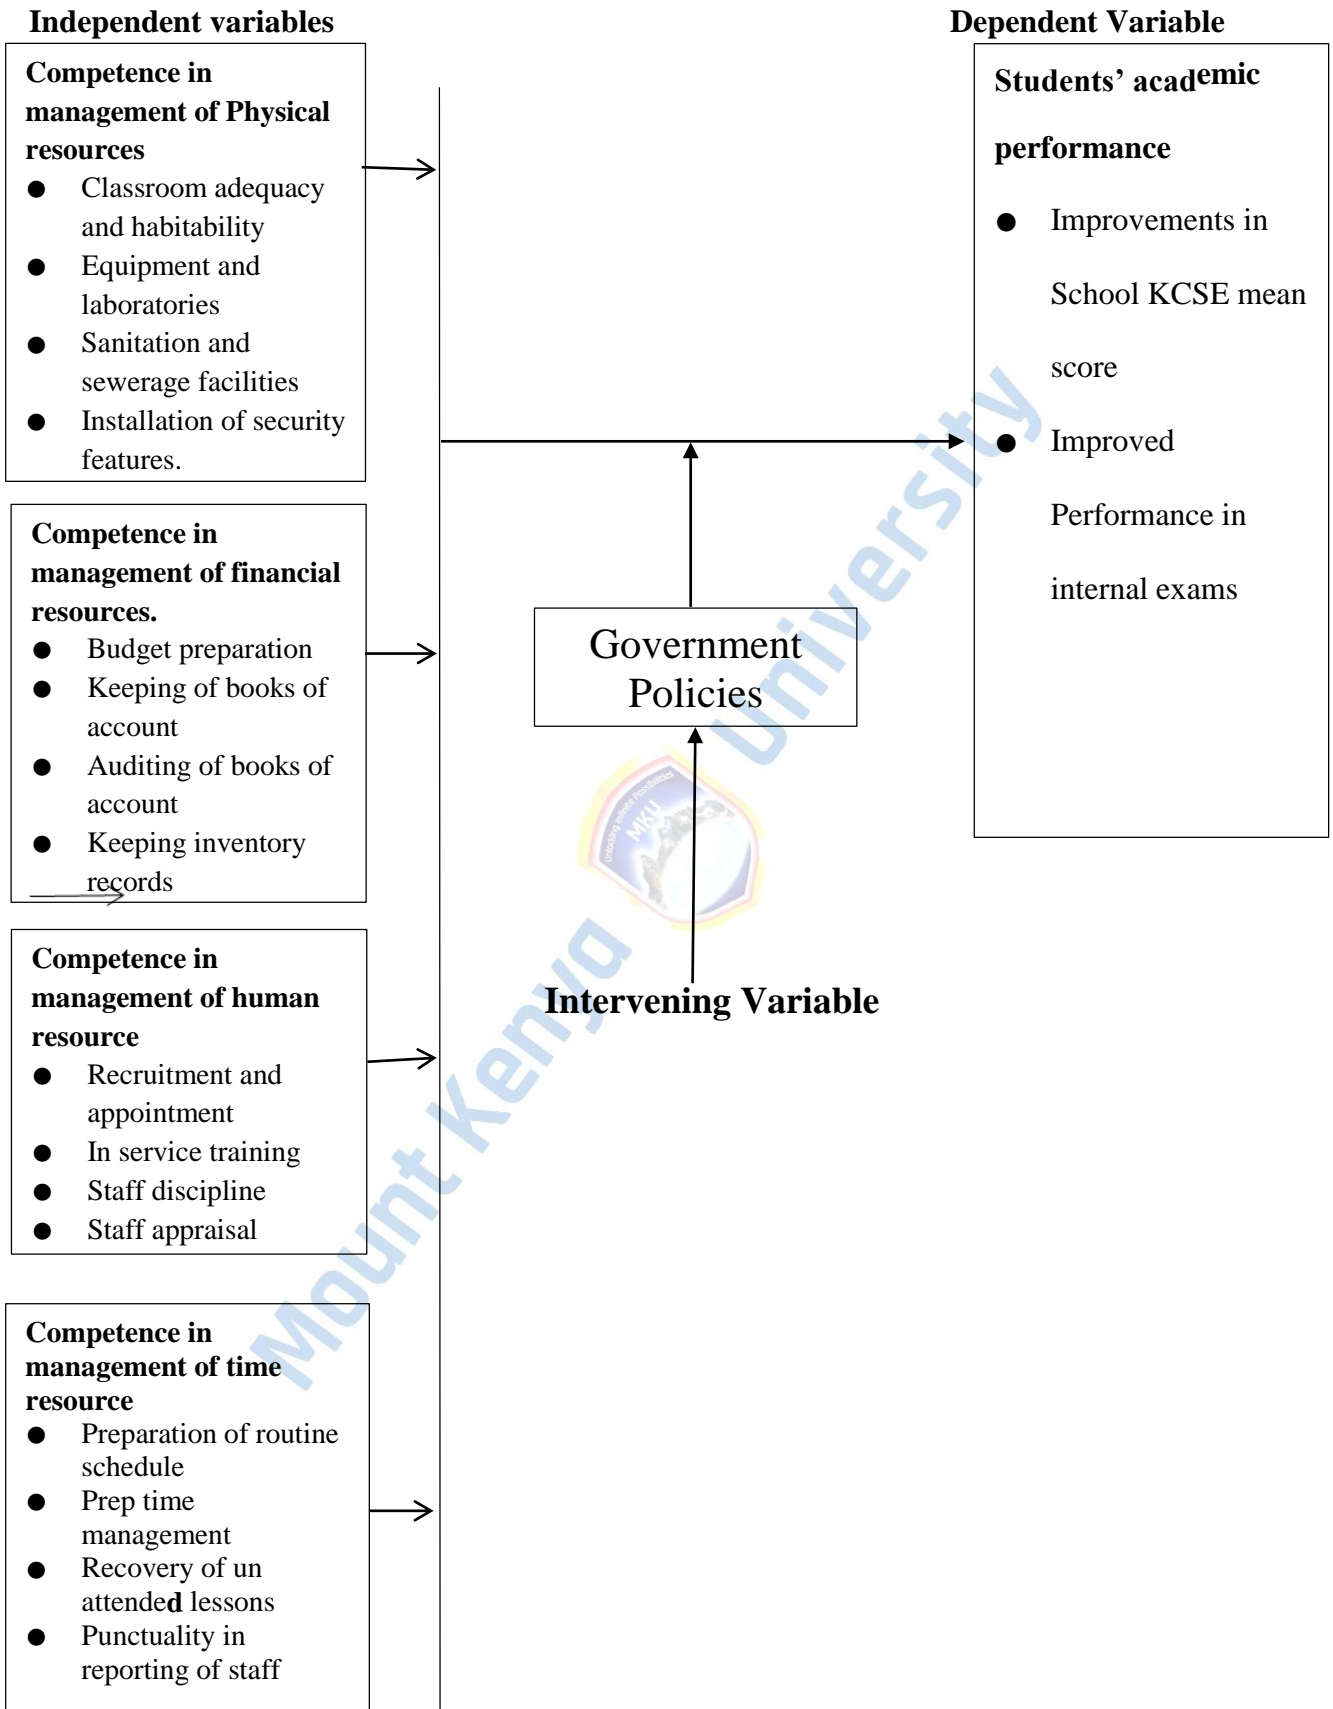 Independent variables
Dependent Variable
Competence in
management of Physical
resources
● Classroom adequacy
and habitability
● Equipment and
laboratories
● Sanitation and
sewerage facilities
● Installation of security
features.
Competence in
management of financial
resources.
● Budget preparation
● Keeping of books of
account
● Auditing of books of
account
● Keeping inventory
records
Competence in
management of human
resource
● Recruitment and
appointment
● In service training
● Staff discipline
● Staff appraisal
Competence in
management of time
resource
● Preparation of routine
schedule
● Prep time
management
● Recovery of un
attended lessons
● Punctuality in
reporting of staff
Government
Policies
Intervening Variable
Students’ academic
performance
● Improvements in
School KCSE mean
score
● Improved
Performance in
internal exams
Mount Kenya University
Unlocking Infinite Possibilities
MKU